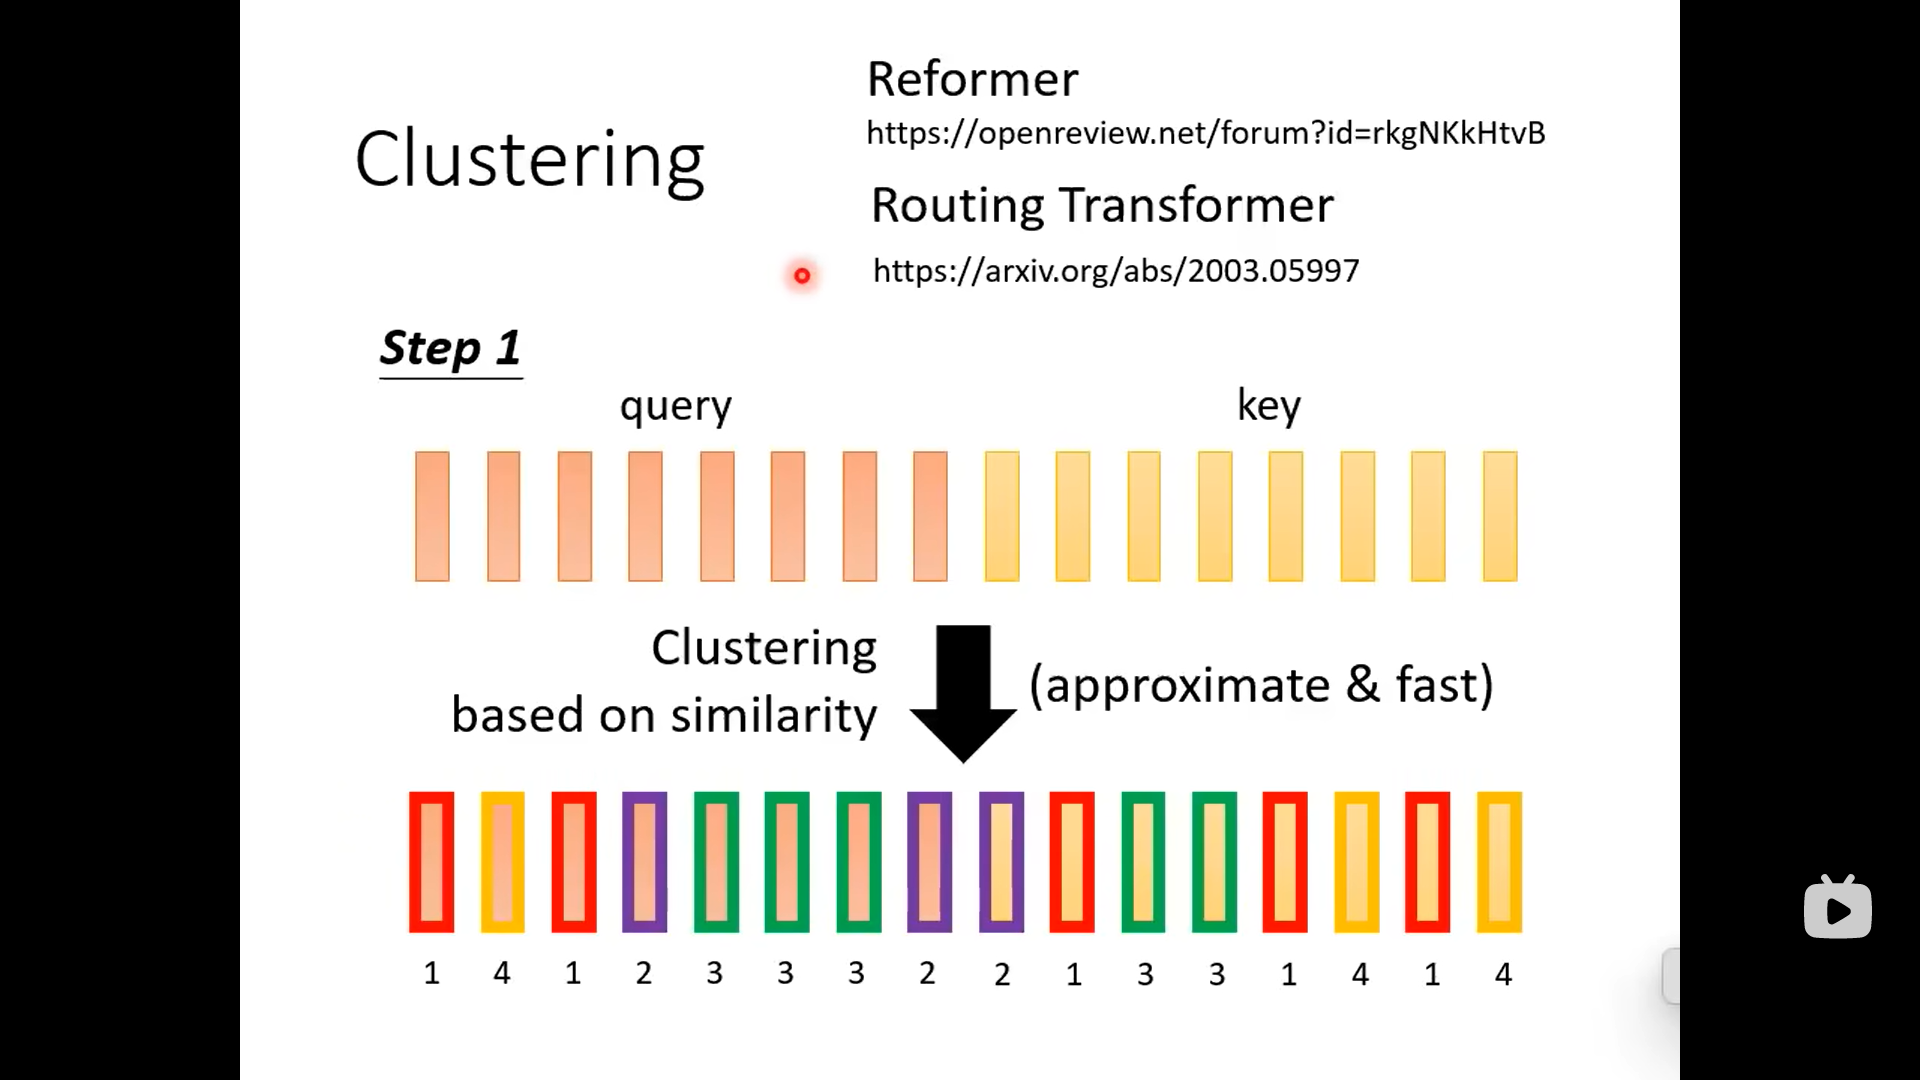 Clustering
Reformer
https://openreview.net/forum?id=rkgNKkHtvB
Routing Transformer
https://arxiv.org/abs/2003.05997
Step 1
query key
Clustering
based on similarity
(approximate & fast)
1 4 1 2 3 3 3 2 2 1 3 3 1 4 1 4